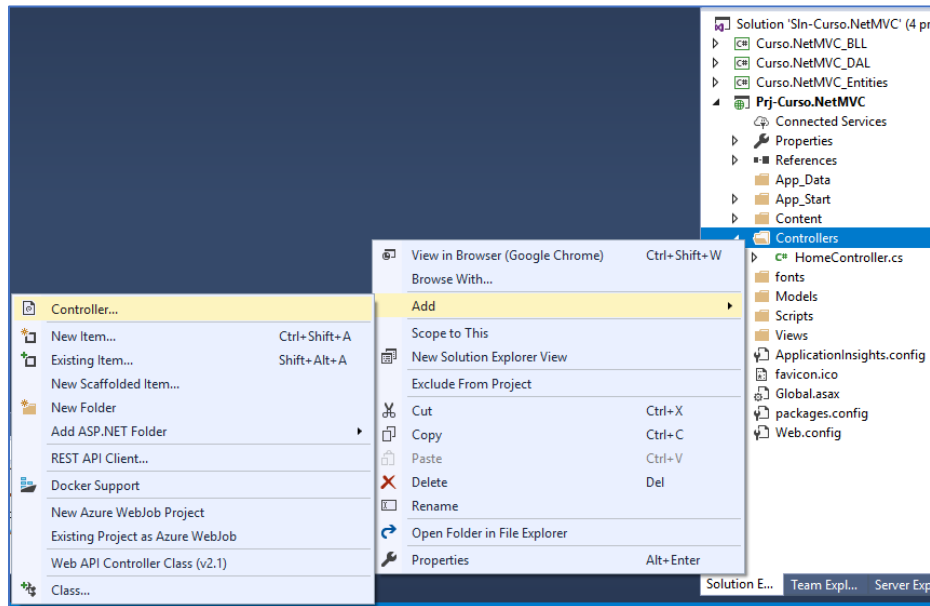 Solution 'Sln-Curso.NetMVC' (4 pr
C# Curso.NetMVC_BLL
C# Curso.NetMVC_DAL
C# Curso.NetMVC_Entities
Prj-Curso.NetMVC
Connected Services
Properties
References
App_Data
App_Start
Content
Controllers
C# HomeController.cs
fonts
Models
Scripts
Views
ApplicationInsights.config
favicon.ico
Global.asax
packages.config
Web.config
View in Browser (Google Chrome) Ctrl+Shift+W
Browse With...
Add
Scope to This
New Solution Explorer View
Exclude From Project
Cut Ctrl+X
Copy Ctrl+C
Paste Ctrl+V
Delete Del
Rename
Open Folder in File Explorer
Properties Alt+Enter
Controller...
New Item... Ctrl+Shift+A
Existing Item... Shift+Alt+A
New Scaffolded Item...
New Folder
Add ASP.NET Folder
REST API Client...
Docker Support
New Azure WebJob Project
Existing Project as Azure WebJob
Web API Controller Class (v2.1)
Class...
Solution E... Team Expl... Server Exp